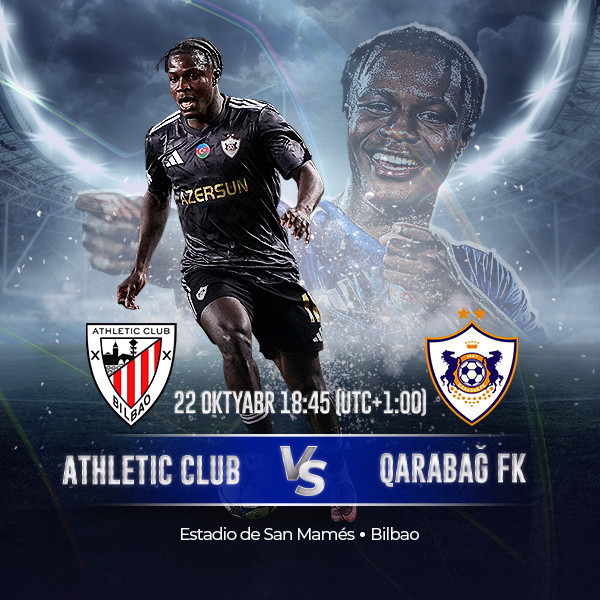 AZERSUN
ATHLETIC CLUB
BILBAO
22 OKTYABR 18:45 (UTC+1:00)
ATHLETIC CLUB
VS
QARABAĞ FK
Estadio de San Mamés • Bilbao